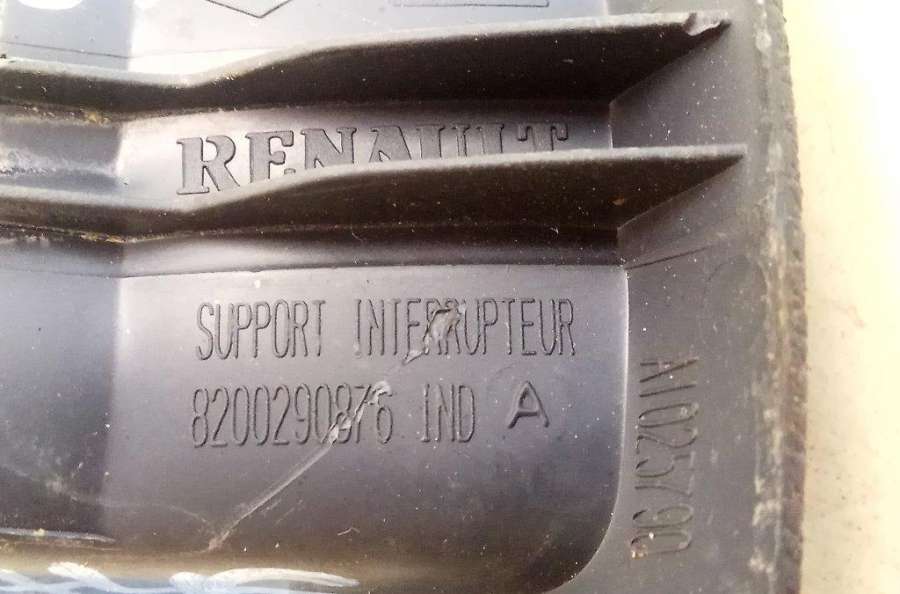 RENAULT
SUPPORT INTERRUPTEUR
8200290876 IND A
A1025790